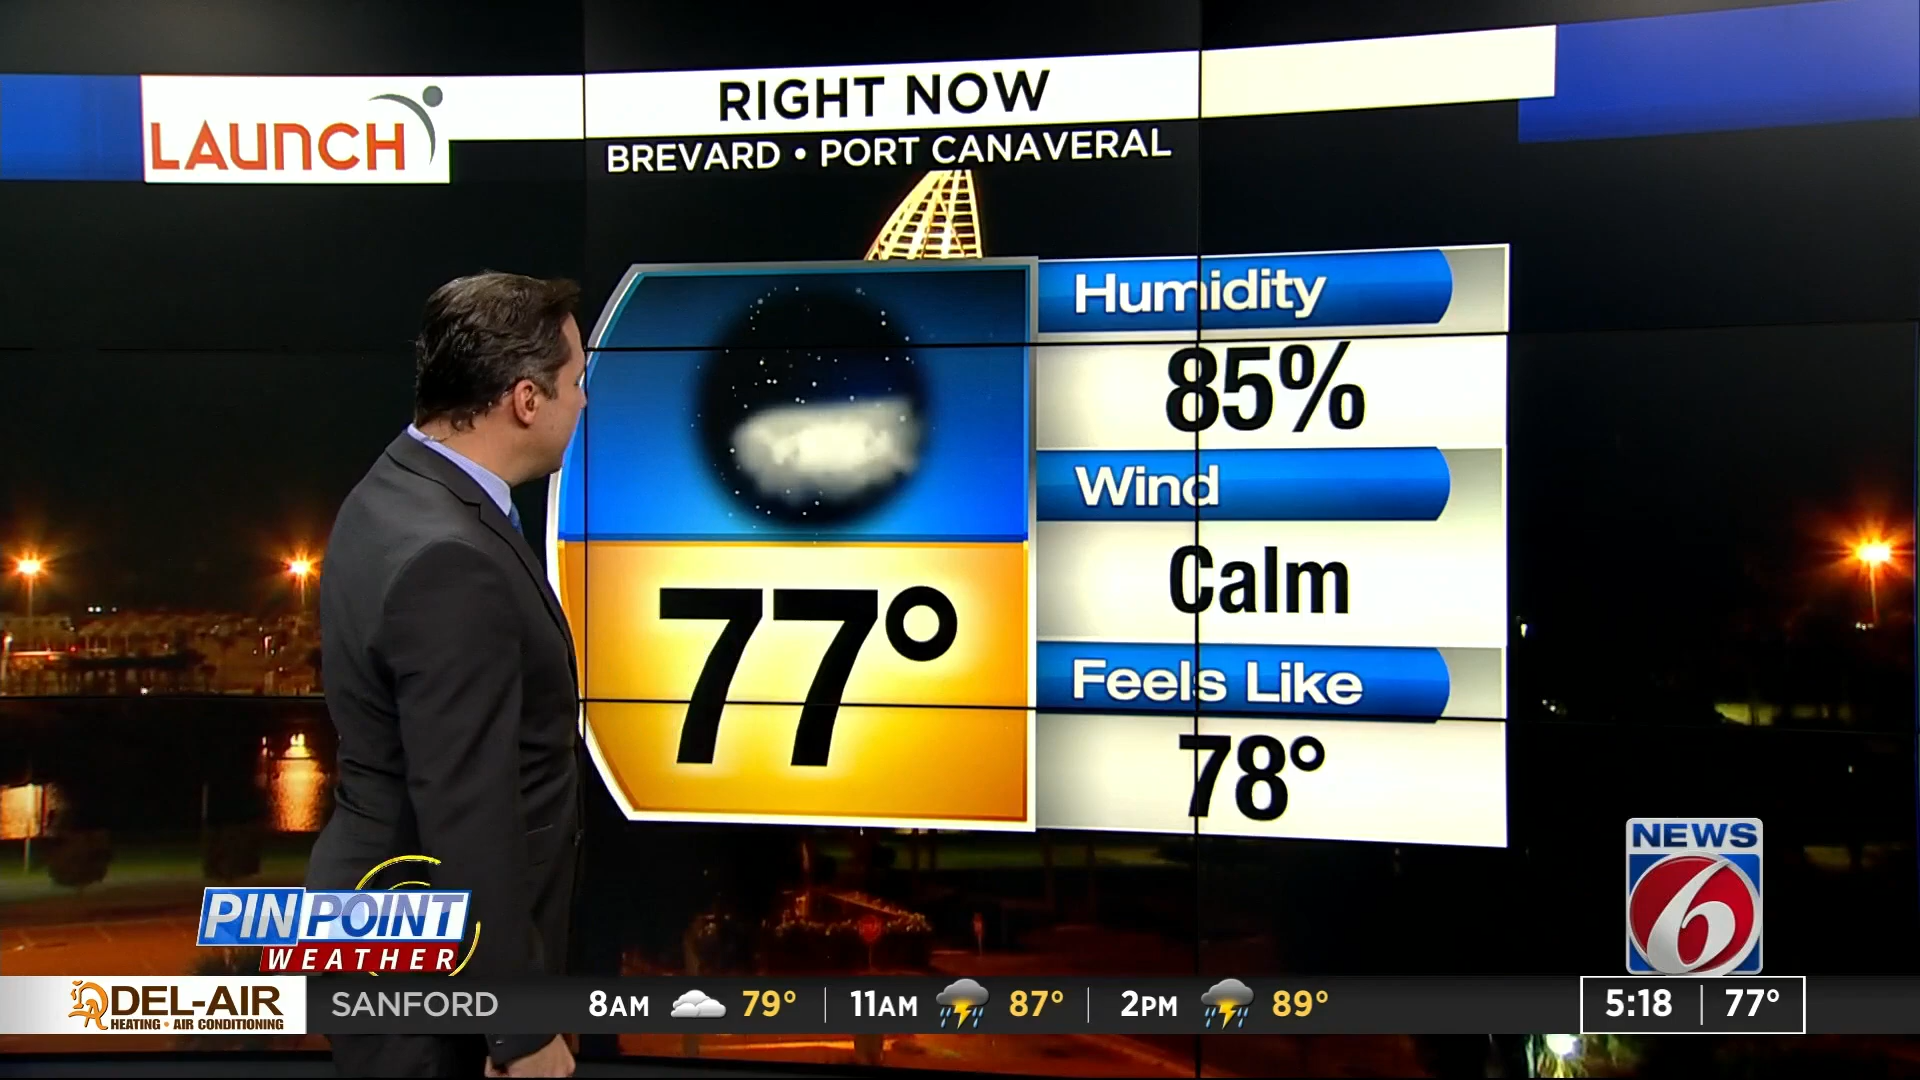 LAUNCH
RIGHT NOW
BREVARD • PORT CANAVERAL
Humidity
85%
Wind
Calm
77°
Feels Like
78°
NEWS
6
PINPOINT
WEATHER
DEL-AIR
HEATING • AIR CONDITIONING
SANFORD
8AM 79° | 11AM 87° | 2PM 89°
5:18 | 77°